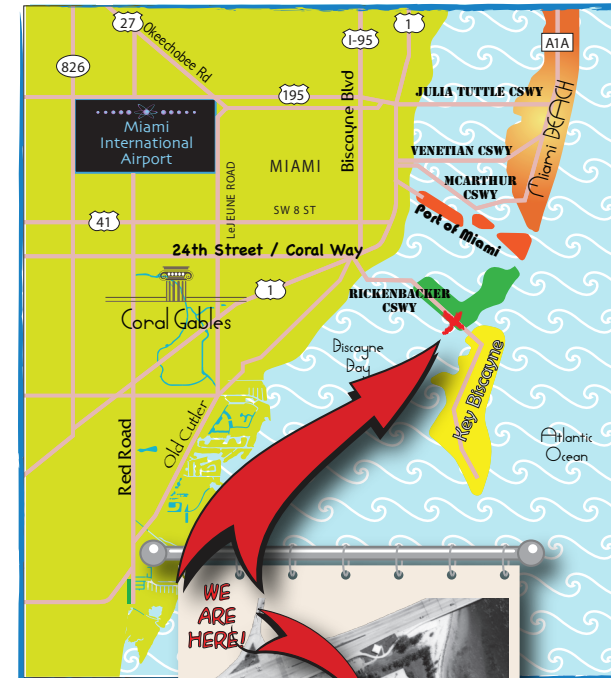 27
Okeechobee Rd
I-95
1
A1A
826
195
JULIA TUTTLE CSWY
Biscayne Blvd
Miami BEACH
Miami
International
Airport
LeJEUNE ROAD
MIAMI
VENETIAN CSWY
MCARTHUR
CSWY
SW 8 ST
41
Port of Miami
24th Street / Coral Way
1
RICKENBACKER
CSWY
Coral Gables
Biscayne
Bay
Key Biscayne
Old Cutler
Red Road
Atlantic
Ocean
WE
ARE
HERE!